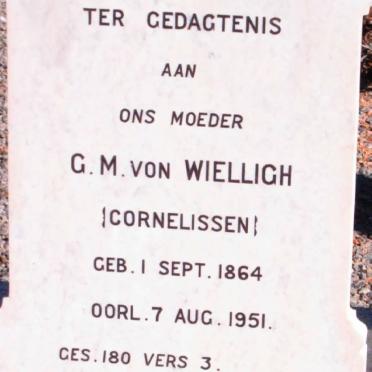 TER GEDAGTENIS
AAN
ONS MOEDER
G.M. VON WIELLIGH
{CORNELISSEN}
GEB. 1 SEPT. 1864
OORL. 7 AUG. 1951.
GES. 180 VERS 3.